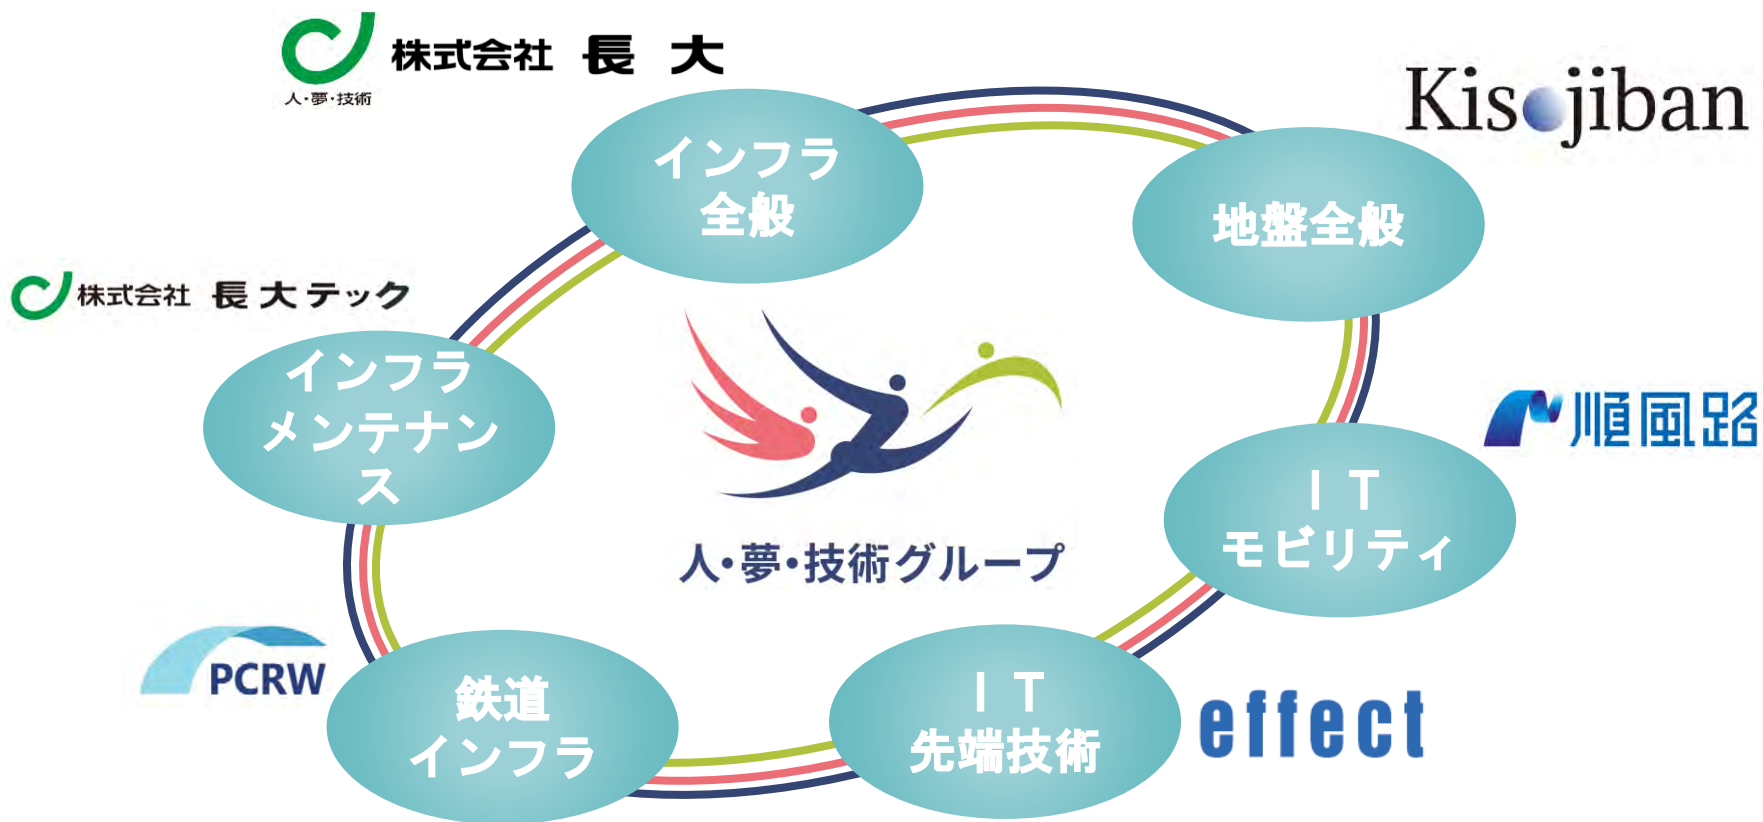 株式会社 長 大
人・夢・技術
Kisojiban
インフラ
全般
地盤全般
株式会社 長大テック
インフラ
メンテナン
ス
順風路
ＩＴ
モビリティ
人・夢・技術グループ
PCRW
鉄道
インフラ
ＩＴ
先端技術
effect